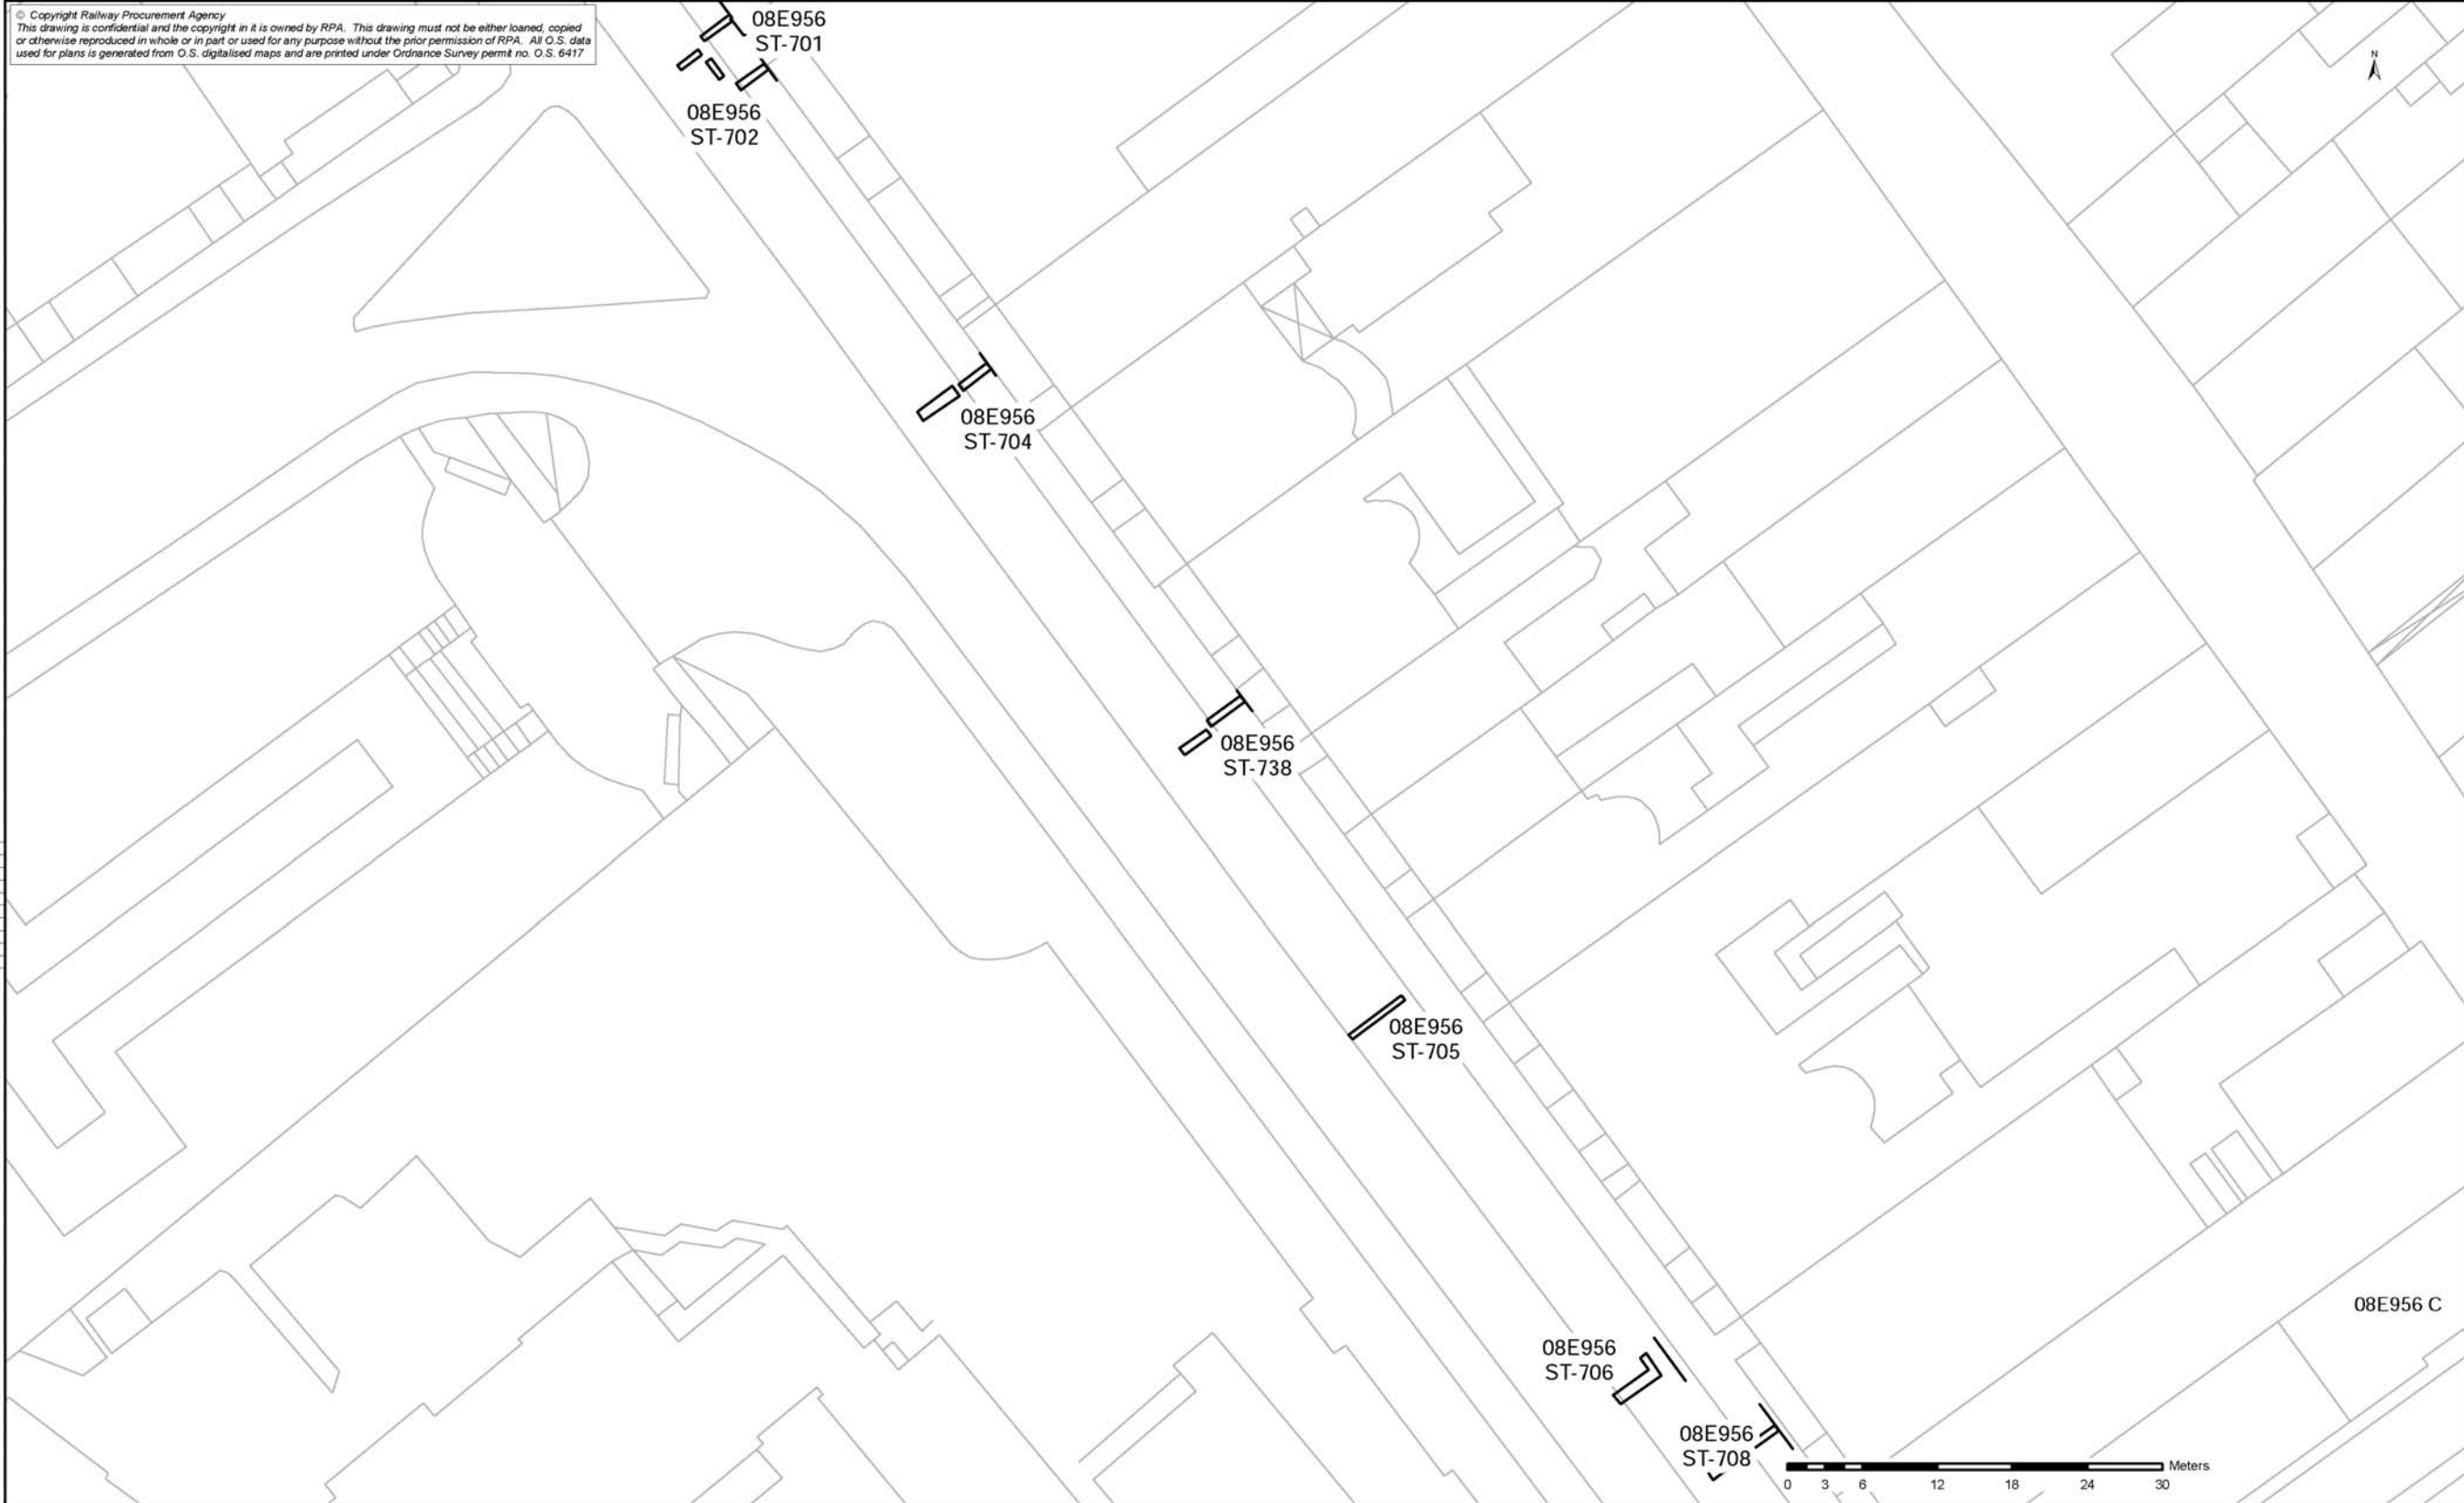 © Copyright Railway Procurement Agency
This drawing is confidential and the copyright in it is owned by RPA. This drawing must not be either loaned, copied
or otherwise reproduced in whole or in part or used for any purpose without the prior permission of RPA. All O.S. data
used for plans is generated from O.S. digitalised maps and are printed under Ordnance Survey permit no. O.S. 6417
08E956
ST-701
N
08E956
ST-702
08E956
ST-704
08E956
ST-738
08E956
ST-705
08E956 C
08E956
ST-706
08E956
ST-708
Meters
0 3 6 12 18 24 30